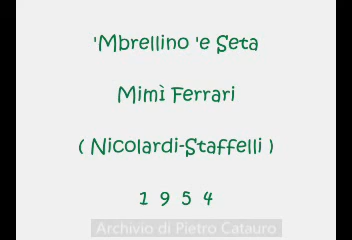 'Mbrellino 'e Seta
Mimì Ferrari
( Nicolardi-Staffelli )
1 9 5 4
Archivio di Pietro Catauro